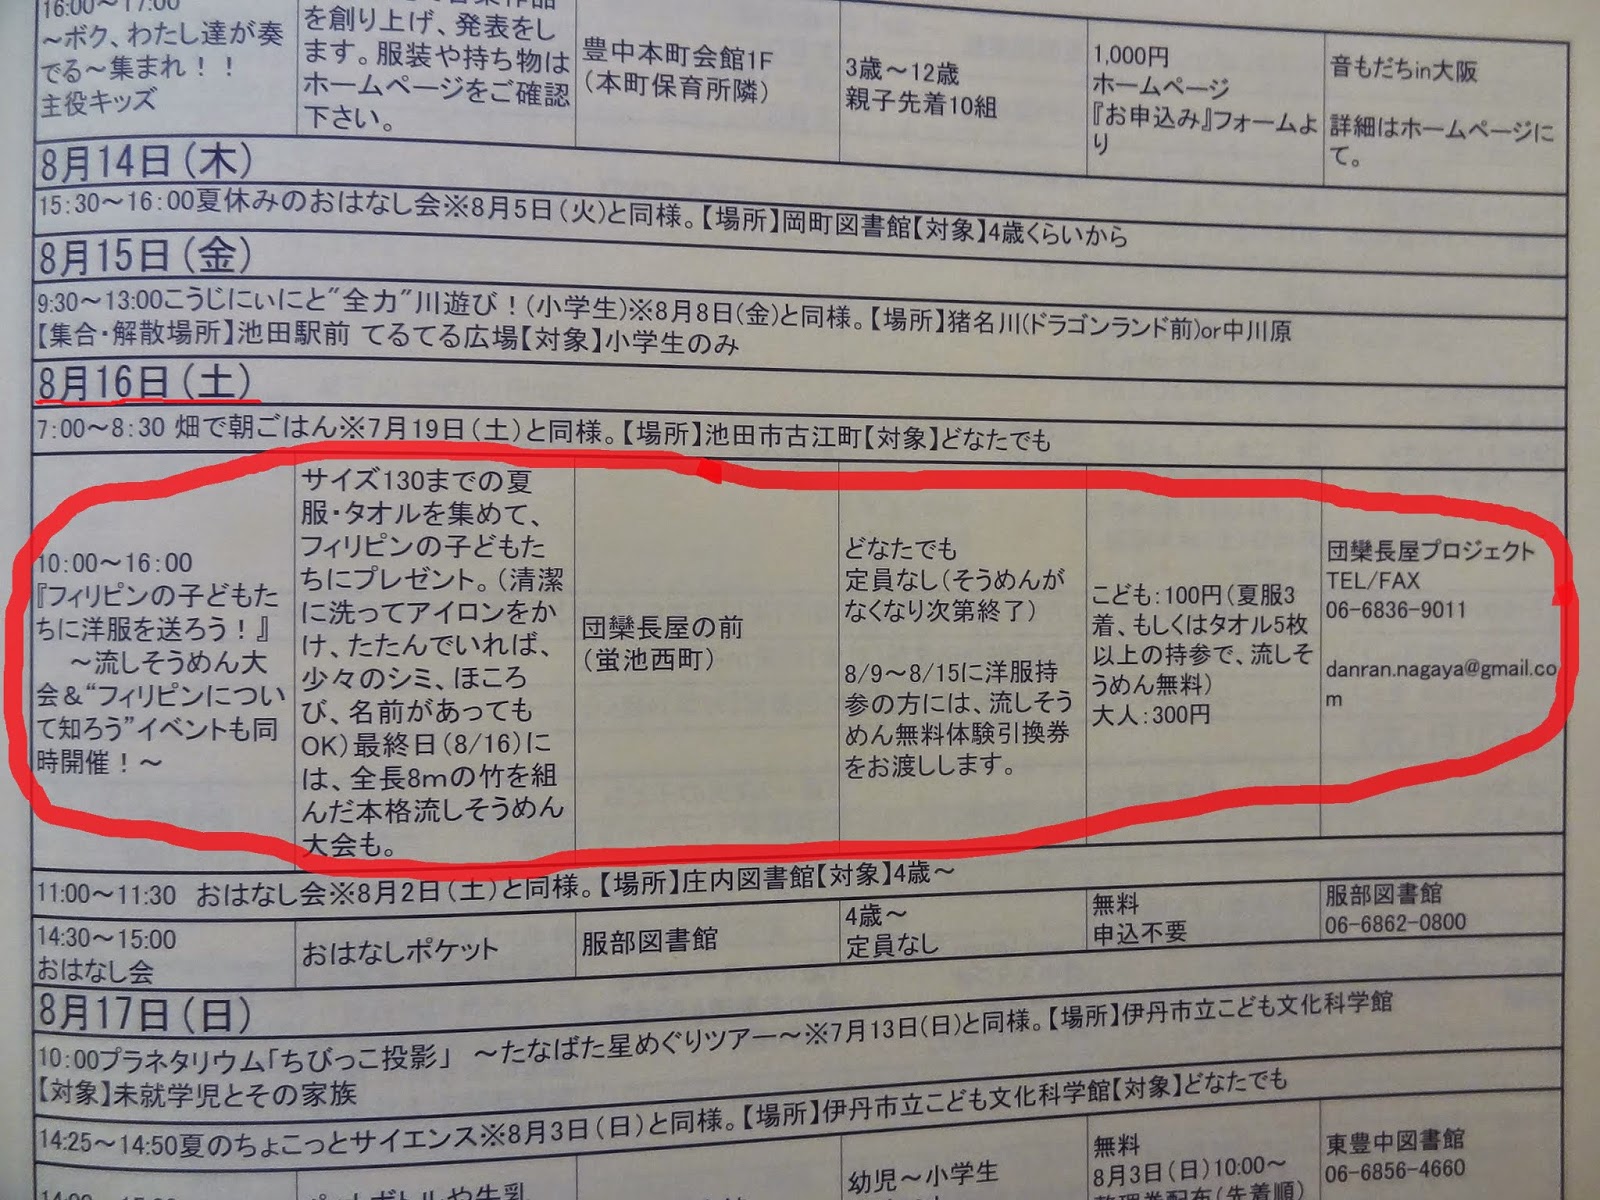 16:00～17:00
～ボク、わたし達が奏
でる～集まれ！！
主役キッズ
を創り上げ、発表をし
ます。服装や持ち物は
ホームページをご確認
下さい。
豊中本町会館1F
（本町保育所隣）
3歳～12歳
親子先着10組
1,000円
ホームページ
『お申込み』フォームよ
り
音もだちin大阪
詳細はホームページに
て。
8月14日（木）
15:30～16:00夏休みのおはなし会※8月5日（火）と同様。【場所】岡町図書館【対象】4歳くらいから
8月15日（金）
9:30～13:00こうじにぃにと"全力"川遊び！（小学生）※8月8日(金)と同様。【場所】猪名川(ドラゴンランド前)or中川原
【集合・解散場所】池田駅前 てるてる広場【対象】小学生のみ
8月16日（土）
7:00～8:30 畑で朝ごはん※7月19日（土）と同様。【場所】池田市古江町【対象】どなたでも
10:00～16:00
『フィリピンの子どもた
ちに洋服を送ろう！』
～流しそうめん大
会＆“フィリピンについ
て知ろう”イベントも同
時開催！～
サイズ130までの夏
服・タオルを集めて、
フィリピンの子どもた
ちにプレゼント。（清潔
に洗ってアイロンをか
け、たたんでいれば、
少々のシミ、ほころ
び、名前があっても
OK）最終日（8/16）に
は、全長8ｍの竹を組
んだ本格流しそうめん
大会も。
団欒長屋の前
（蛍池西町）
どなたでも
定員なし（そうめんが
なくなり次第終了）
8/9～8/15に洋服持
参の方には、流しそう
めん無料体験引換券
をお渡しします。
こども：100円（夏服3
着、もしくはタオル5枚
以上の持参で、流しそ
うめん無料）
大人：300円
団欒長屋プロジェクト
TEL/FAX
06-6836-9011
danran.nagaya@gmail.co
m
11:00～11:30 おはなし会※8月2日（土）と同様。【場所】庄内図書館【対象】4歳～
14:30～15:00
おはなし会
おはなしポケット
服部図書館
4歳～
定員なし
無料
申込不要
服部図書館
06-6862-0800
8月17日（日）
10:00プラネタリウム「ちびっこ投影」 ～たなばた星めぐりツアー～※7月13日(日)と同様。【場所】伊丹市立こども文化科学館
【対象】未就学児とその家族
14:25～14:50夏のちょこっとサイエンス※8月3日（日）と同様。【場所】伊丹市立こども文化科学館【対象】どなたでも
ペットボトルや牛乳
幼児～小学生
無料
8月3日（日）10:00～
整理券配布（先着順）
東豊中図書館
06-6856-4660